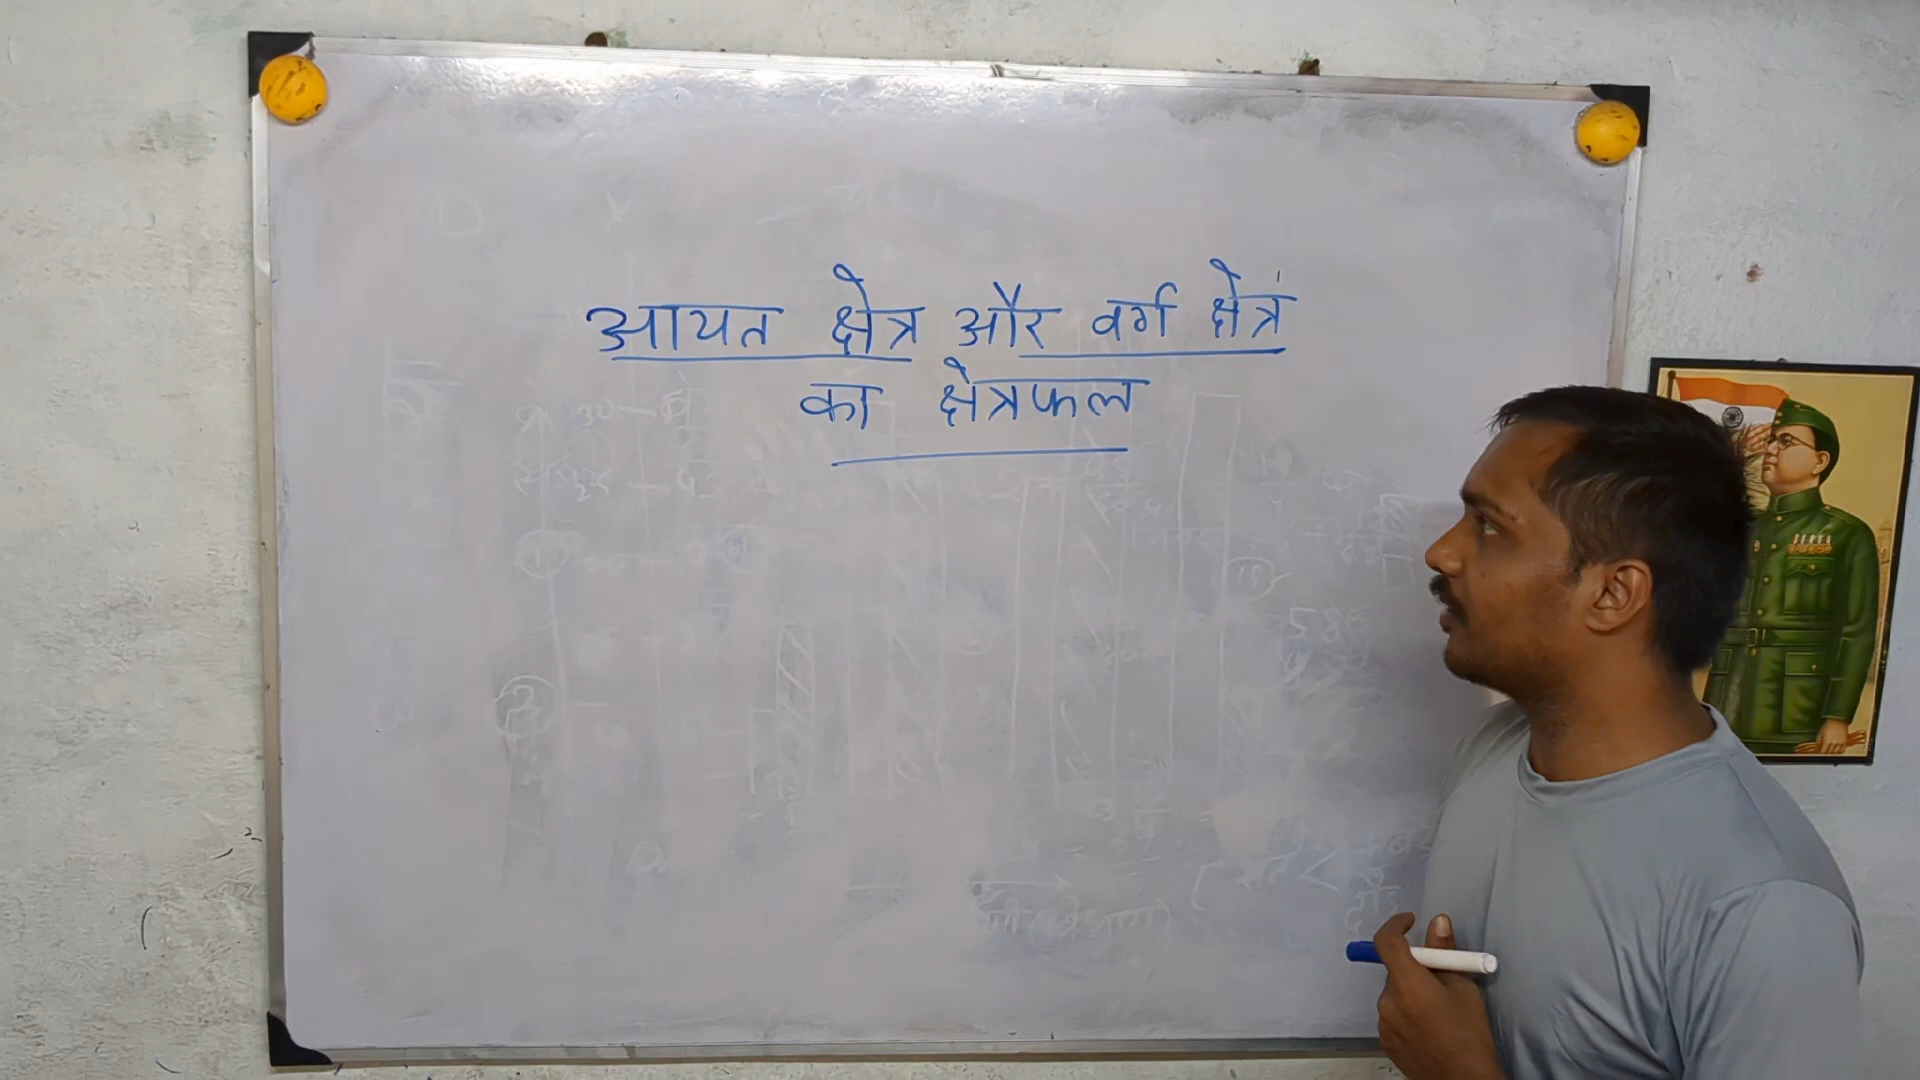 आयत क्षेत्र और वर्ग क्षेत्र
का क्षेत्रफल